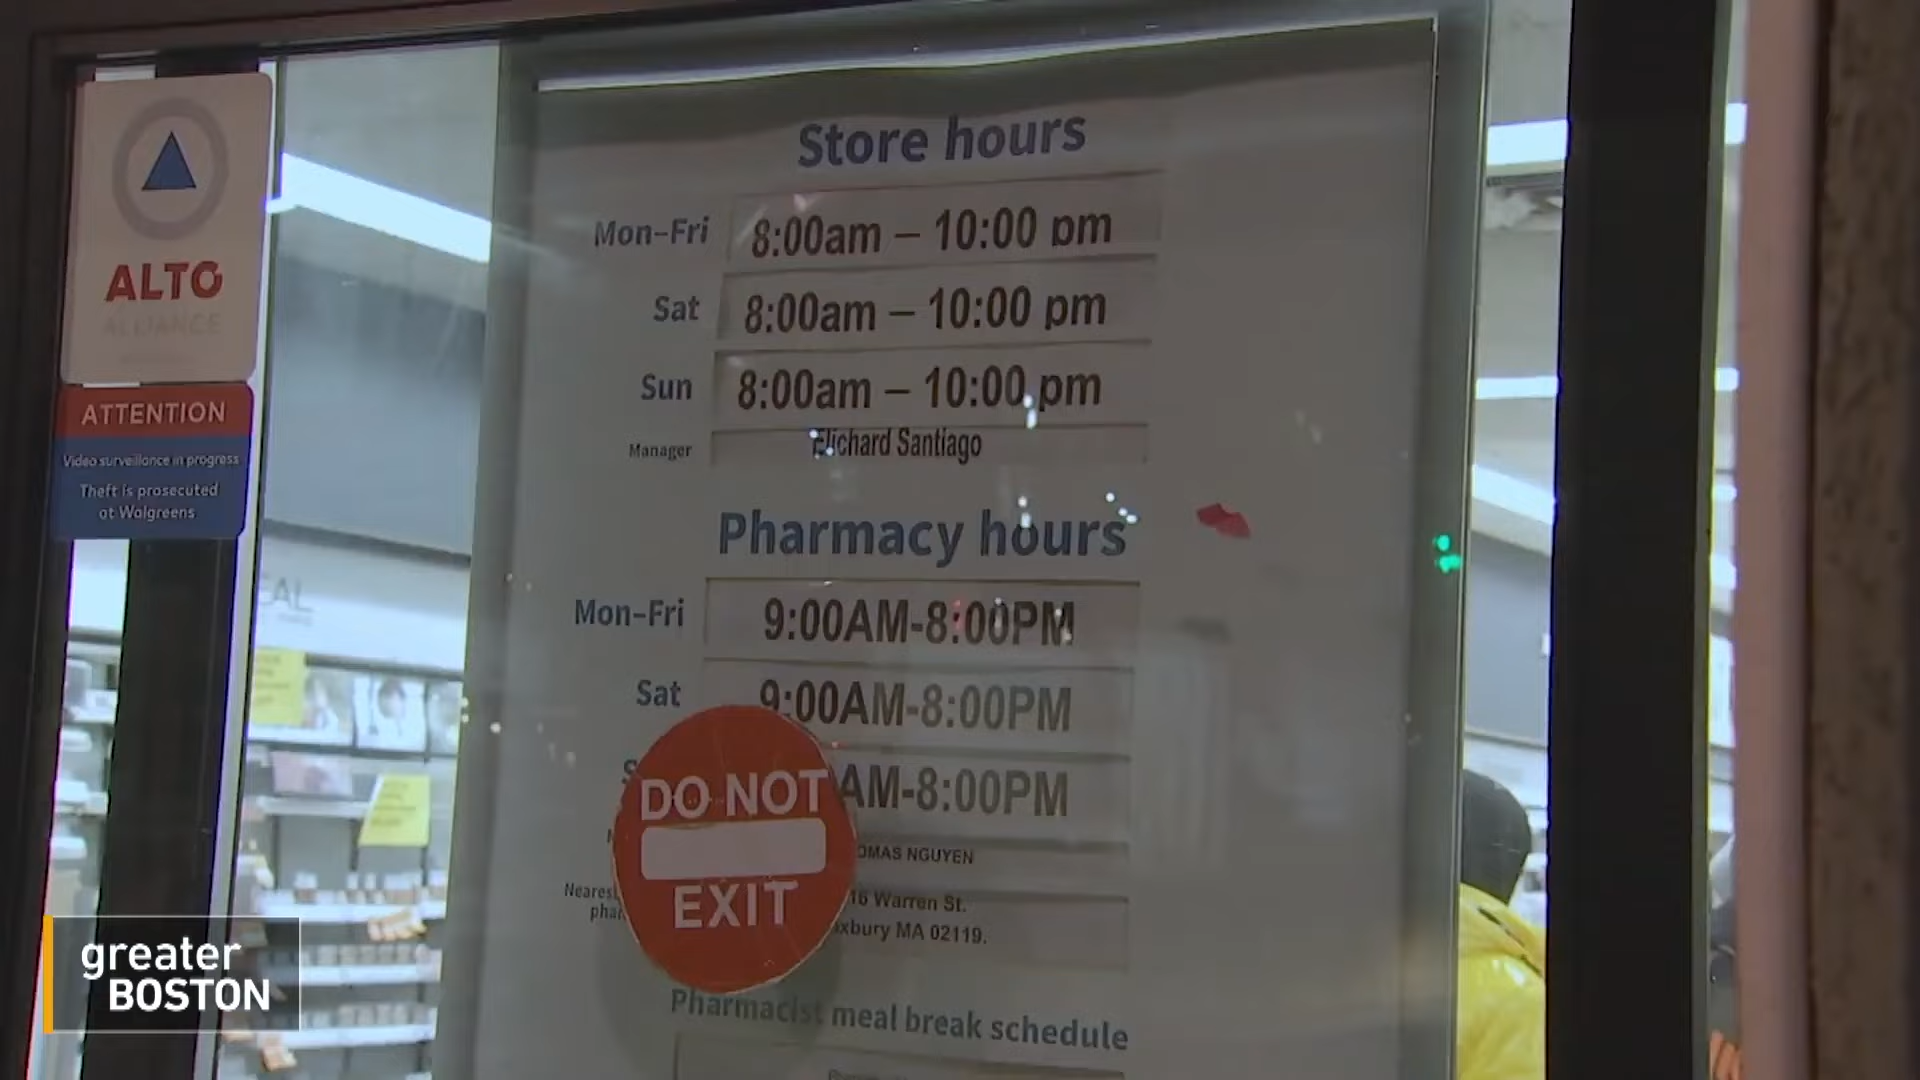 ALTO
ALLIANCE
ATTENTION
Video surveillance in progress
Theft is prosecuted
at Walgreens
Store hours
Mon-Fri 8:00am – 10:00 pm
Sat 8:00am – 10:00 pm
Sun 8:00am – 10:00 pm
Manager Santiago
Pharmacy hours
Mon-Fri 9:00AM-8:00PM
Sat 9:00AM-8:00PM
AM-8:00PM
NGUYEN
Warren St.
MA 02119.
DO NOT
EXIT
Pharmacist meal break schedule
greater
BOSTON